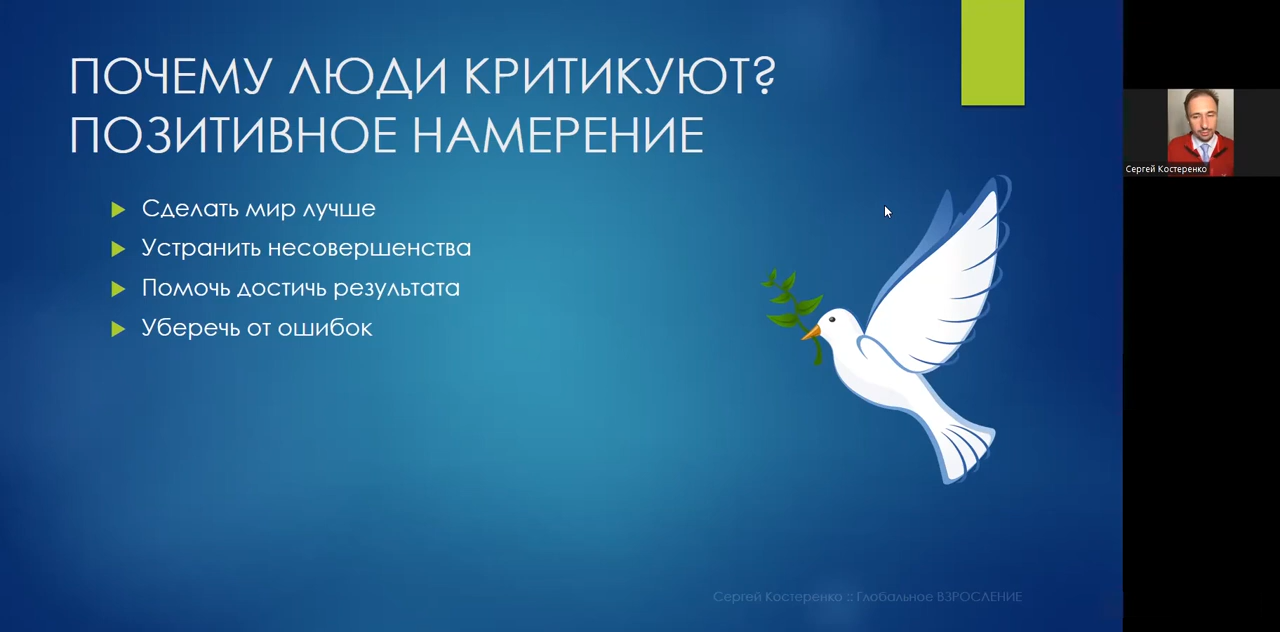 ПОЧЕМУ ЛЮДИ КРИТИКУЮТ?
ПОЗИТИВНОЕ НАМЕРЕНИЕ
Сделать мир лучше
Устранить несовершенства
Помочь достичь результата
Уберечь от ошибок
Сергей Костеренко
Сергей Костеренко :: Глобальное ВЗРОСЛЕНИЕ